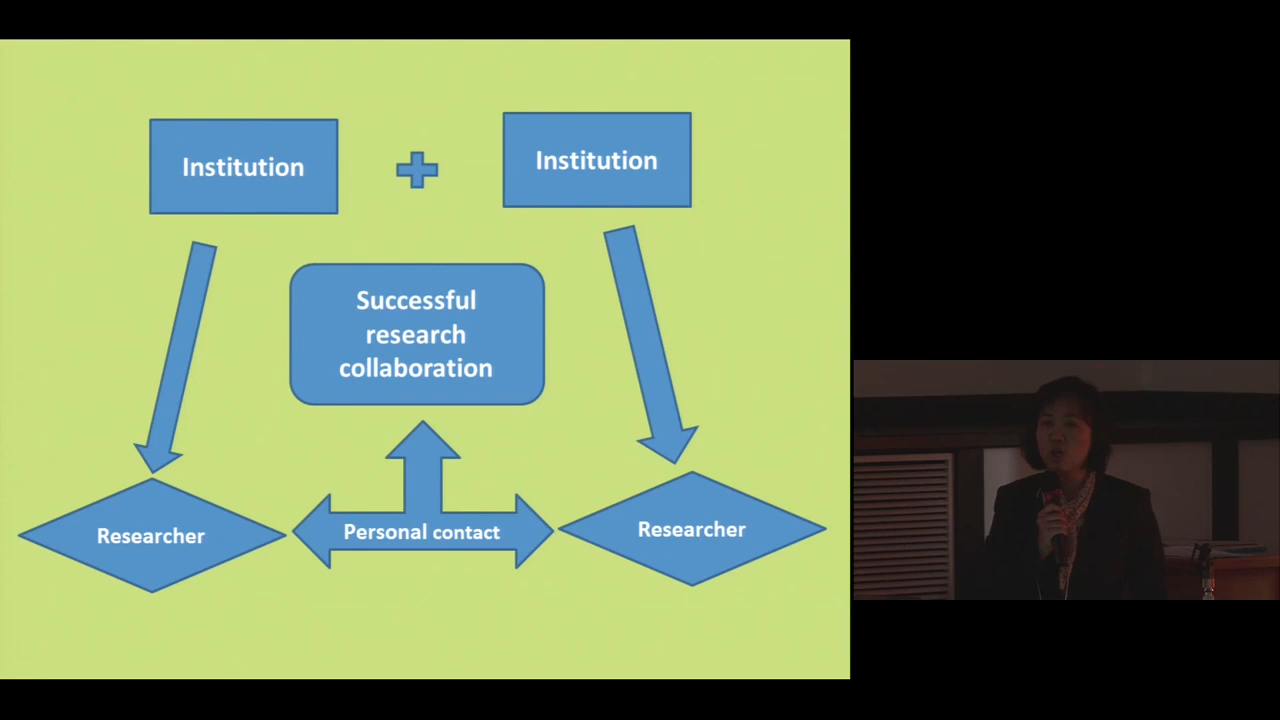 Institution
Institution
Successful
research
collaboration
Researcher
Personal contact
Researcher